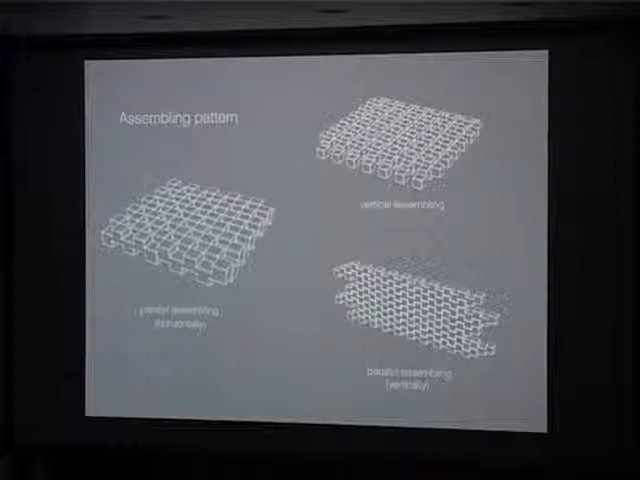 Assembling pattern
vertical assembling
parallel assembling
(horizontally)
parallel assembling
(vertically)